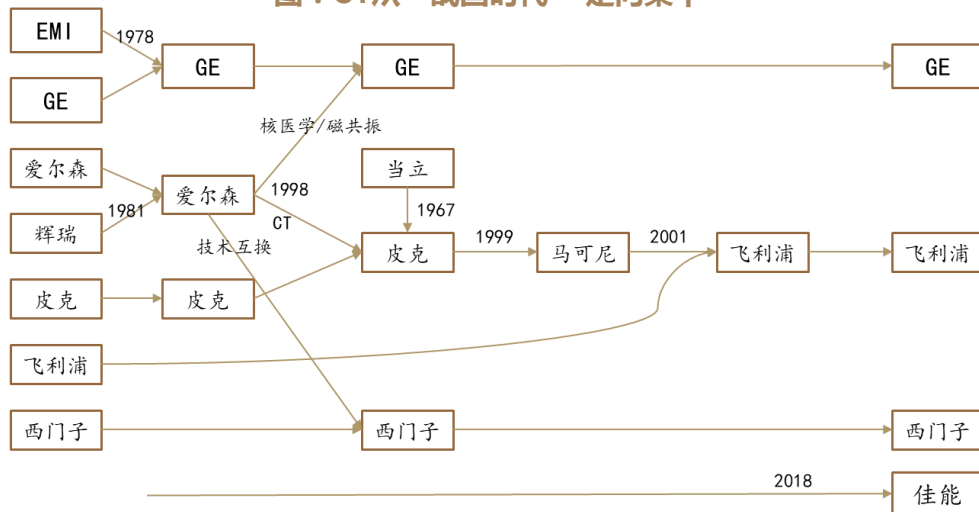 EMI
1978
GE
GE
GE
GE
核医学/磁共振
爱尔森
当立
爱尔森
1998
1967
辉瑞
1981
CT
技术互换
皮克
1999
马可尼
2001
飞利浦
飞利浦
皮克
皮克
飞利浦
西门子
西门子
西门子
2018
佳能